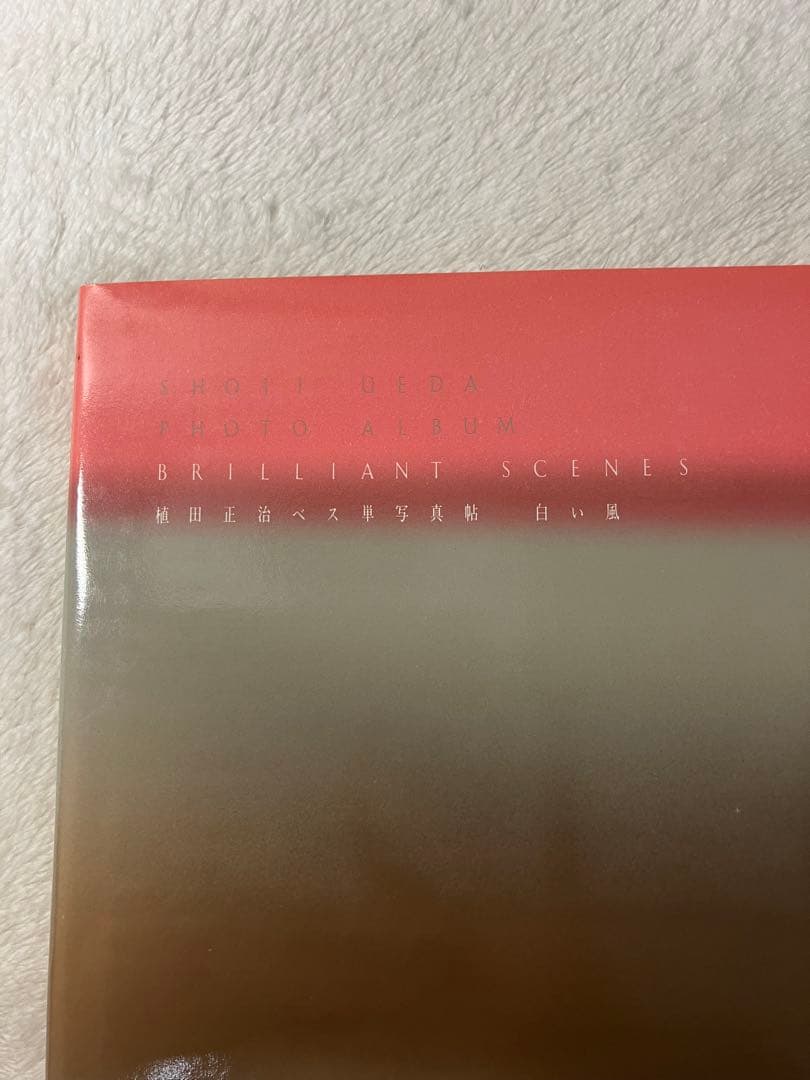 SHOJI UEDA
PHOTO ALBUM
BRILLIANT SCENES
植田正治ベス単写真帖 白い風